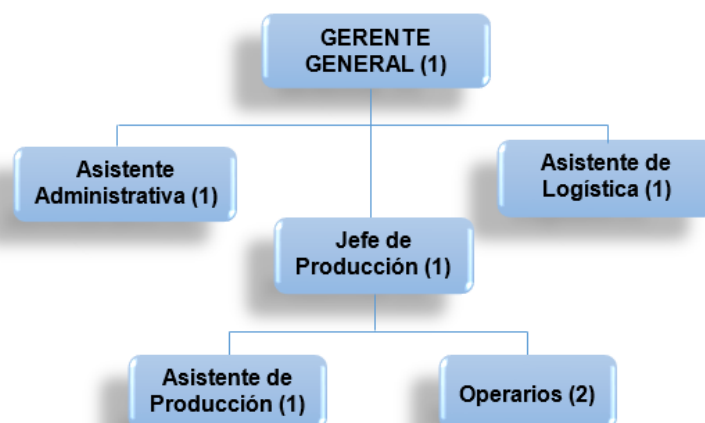 GERENTE
GENERAL (1)
Asistente
Administrativa (1)
Asistente de
Logística (1)
Jefe de
Producción (1)
Asistente de
Producción (1)
Operarios (2)